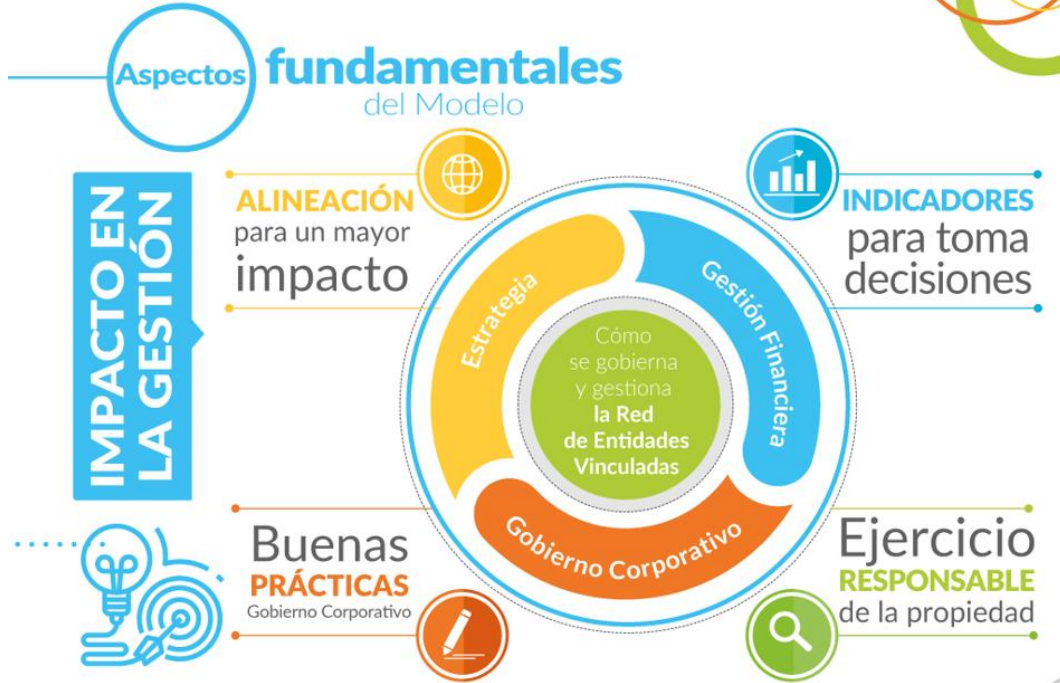 Aspectos fundamentales
del Modelo
IMPACTO EN
LA GESTIÓN
ALINEACIÓN
para un mayor
impacto
INDICADORES
para toma
decisiones
Estrategia
Gestión Financiera
Gobierno Corporativo
Cómo
se gobierna
y gestiona
la Red
de Entidades
Vinculadas
Buenas
PRÁCTICAS
Gobierno Corporativo
Ejercicio
RESPONSABLE
de la propiedad